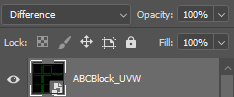 Difference Opacity: 100%
Lock: Fill: 100%
ABCBlock_UVW